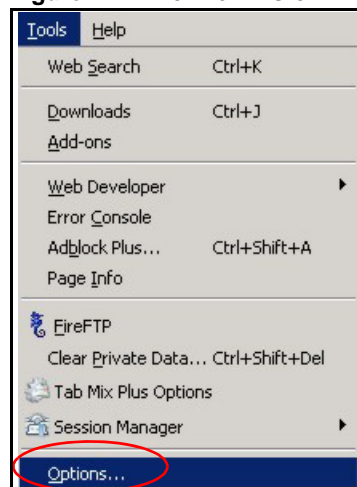 Tools Help
Web Search Ctrl+K
Downloads Ctrl+J
Add-ons
Web Developer
Error Console
Adblock Plus... Ctrl+Shift+A
Page Info
FireFTP
Clear Private Data... Ctrl+Shift+Del
Tab Mix Plus Options
Session Manager
Options...